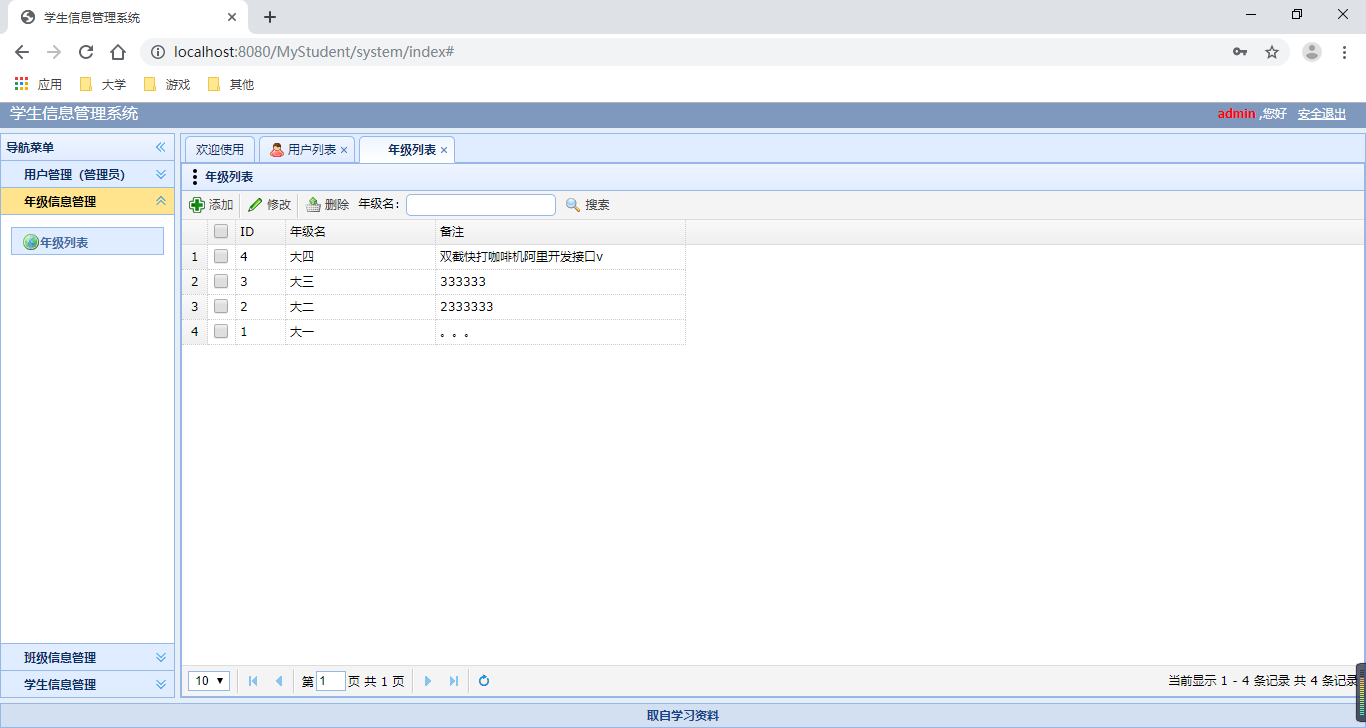 学生信息管理系统
localhost:8080/MyStudent/system/index#
应用 大学 游戏 其他
学生信息管理系统 admin ,您好 安全退出
导航菜单
用户管理（管理员）
年级信息管理
年级列表
班级信息管理
学生信息管理
欢迎使用 用户列表 年级列表
年级列表
添加 修改 删除 年级名： 搜索
ID 年级名 备注
1 4 大四 双截快打咖啡机阿里开发接口v
2 3 大三 333333
3 2 大二 2333333
4 1 大一 。。。
10 第 1 页 共 1 页 当前显示 1 - 4 条记录 共 4 条记录
取自学习资料